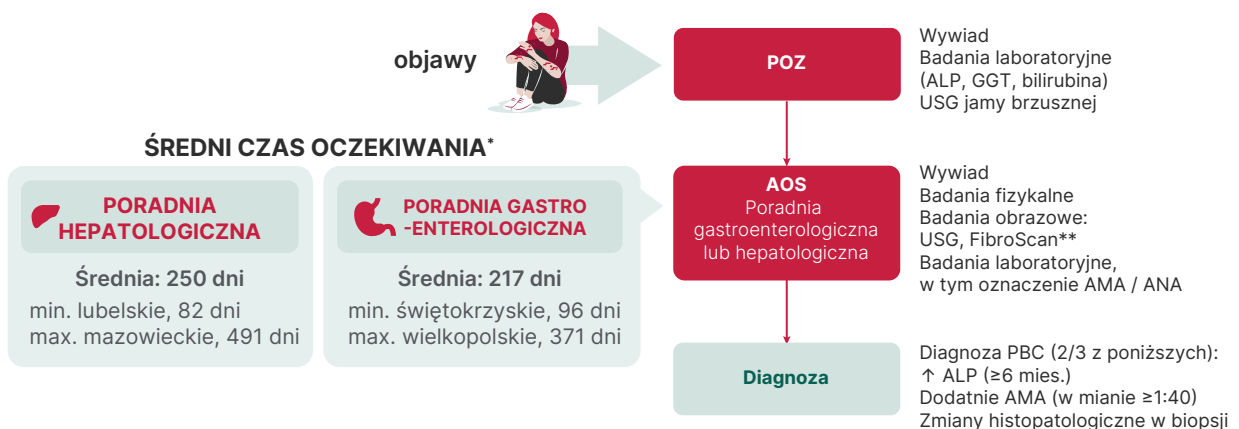 objawy
POZ
Wywiad
Badania laboratoryjne
(ALP, GGT, bilirubina)
USG jamy brzusznej
ŚREDNI CZAS OCZEKIWANIA*
PORADNIA
HEPATOLOGICZNA
Średnia: 250 dni
min. lubelskie, 82 dni
max. mazowieckie, 491 dni
PORADNIA GASTRO
-ENTEROLOGICZNA
Średnia: 217 dni
min. świętokrzyskie, 96 dni
max. wielkopolskie, 371 dni
AOS
Poradnia
gastroenterologiczna
lub hepatologiczna
Wywiad
Badania fizykalne
Badania obrazowe:
USG, FibroScan**
Badania laboratoryjne,
w tym oznaczenie AMA / ANA
Diagnoza
Diagnoza PBC (2/3 z poniższych):
↑ ALP (≥6 mies.)
Dodatnie AMA (w mianie ≥1:40)
Zmiany histopatologiczne w biopsji